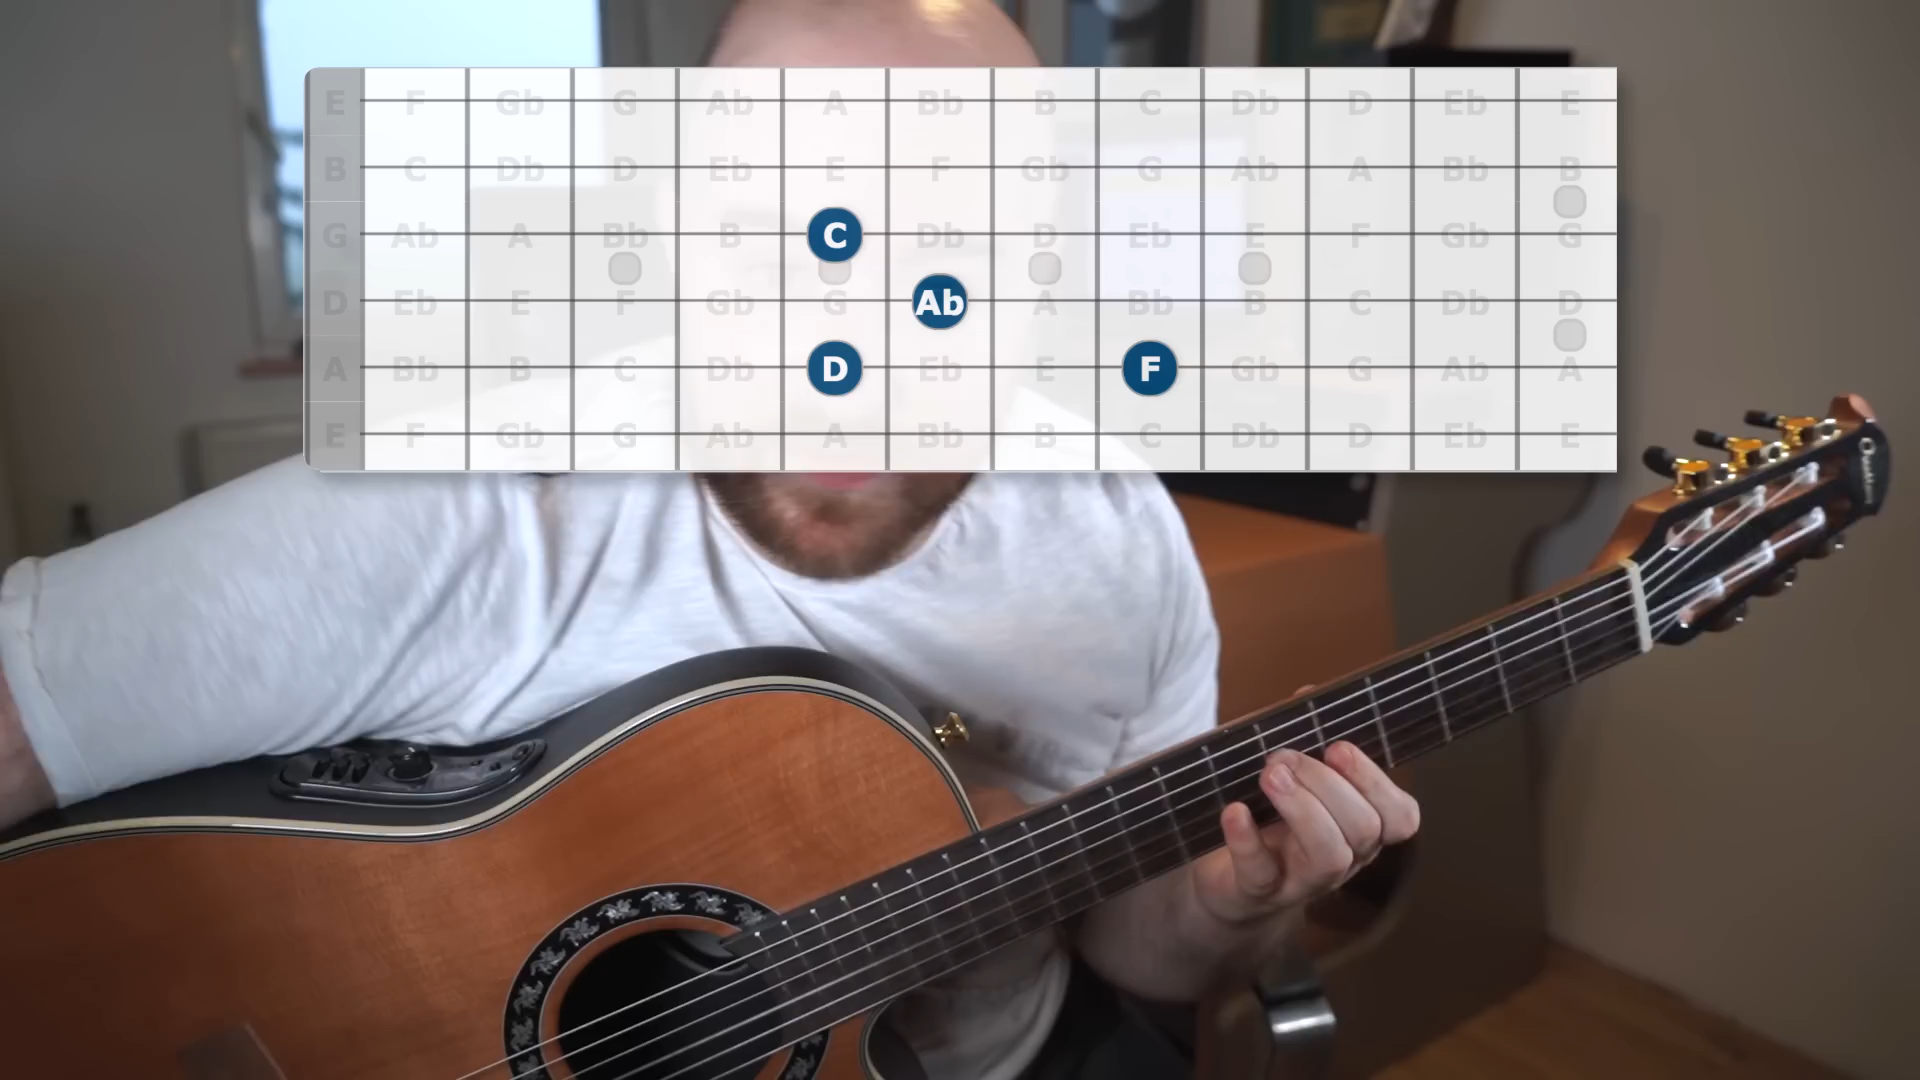 E F Gb G Ab A Bb B C Db D Eb E
B C Db D Eb E F Gb G Ab A Bb B
G Ab A Bb B C Db D Eb E F Gb G
D Eb E F Gb G Ab A Bb B C Db D
A Bb B C Db D Eb E F Gb G Ab A
E F Gb G Ab A Bb B C Db D Eb E
Ovation